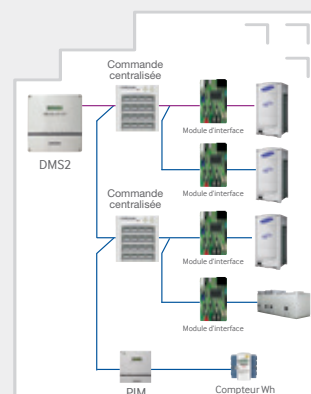 Commande
centralisée
DMS2
Module d'interface
Module d'interface
Commande
centralisée
Module d'interface
Module d'interface
PIM
Compteur Wh